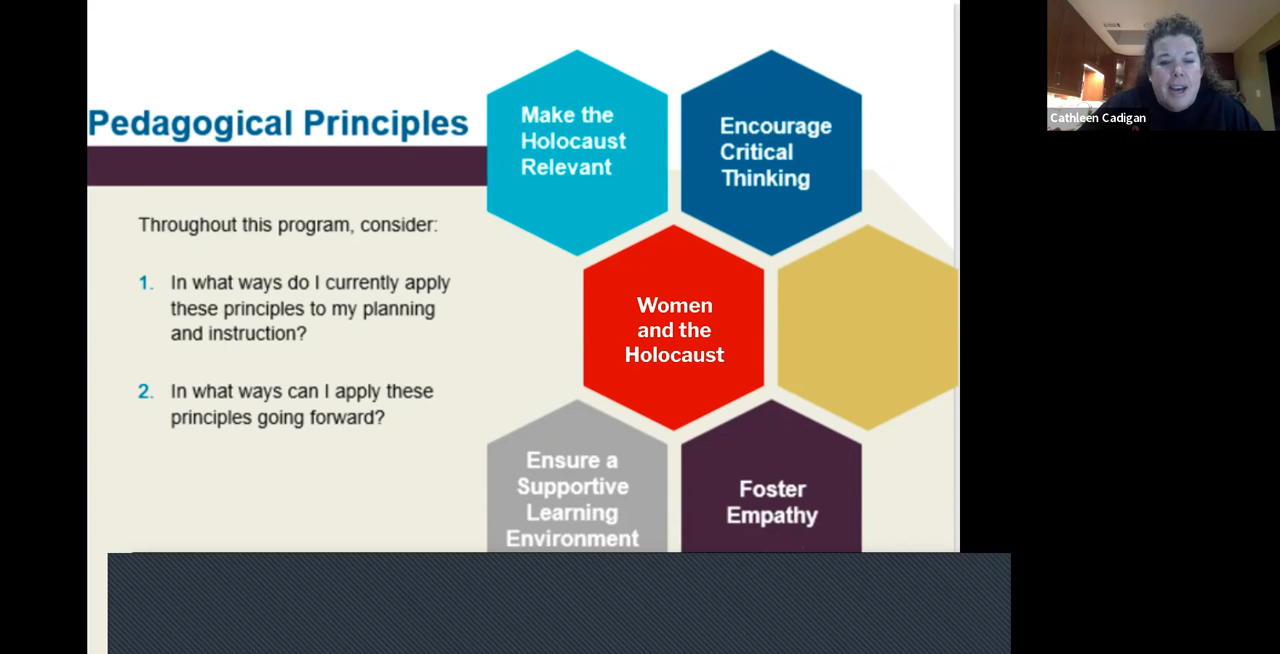 Pedagogical Principles
Throughout this program, consider:
1. In what ways do I currently apply
these principles to my planning
and instruction?
2. In what ways can I apply these
principles going forward?
Make the
Holocaust
Relevant
Encourage
Critical
Thinking
Women
and the
Holocaust
Ensure a
Supportive
Learning
Environment
Foster
Empathy
Cathleen Cadigan